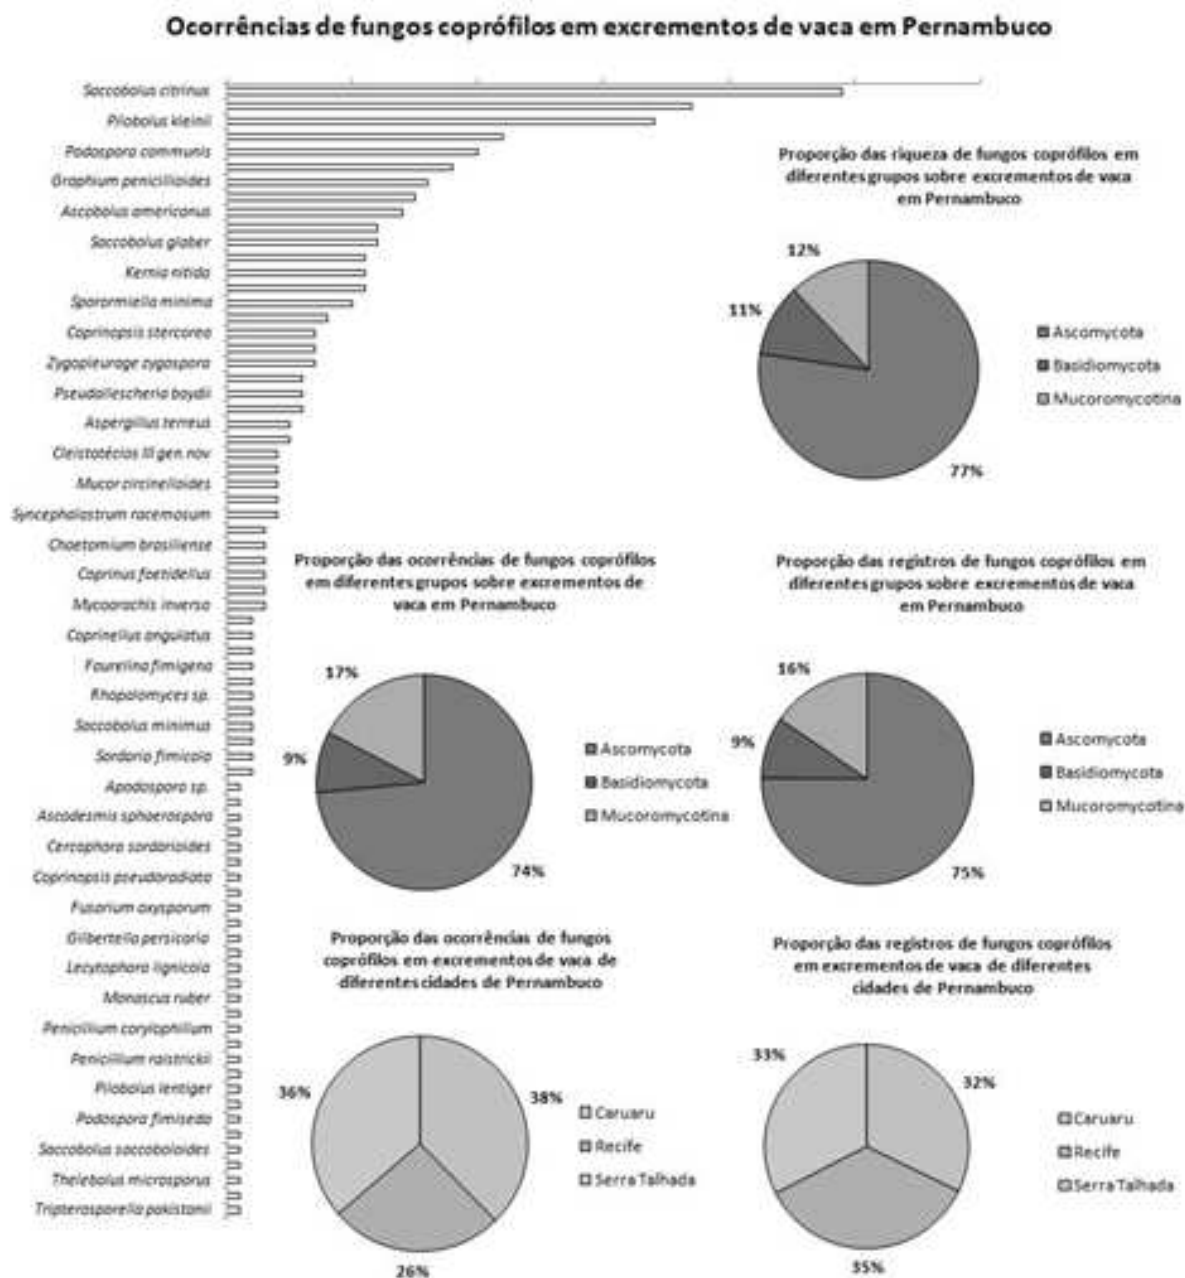 Ocorrências de fungos coprófilos em excrementos de vaca em Pernambuco
Saccobolus citrinus
Pilobolus kleinii
Podospora communis
Graphium penicillioides
Ascobolus americanus
Saccobolus glaber
Kernia nitida
Sporormiella minima
Coprinopsis stercorea
Zygopleurage zygospora
Pseudallescheria boydii
Aspergillus terreus
Cleistotécios III gen. nov
Mucor circinelloides
Syncephalastrum racemosum
Chaetomium brasiliense
Coprinus foetidellus
Mycoarachis inversa
Coprinellus angulatus
Faurelina fimigena
Rhopalomyces sp.
Saccobolus minimus
Sordaria fimicola
Apodospora sp.
Ascodesmis sphaerospora
Cercophora sordarioides
Coprinopsis pseudoradiata
Fusarium oxysporum
Gilbertella persicaria
Lecytophora lignicola
Monascus ruber
Penicillium corylophilum
Penicillium raistrickii
Pilobolus lentiger
Podospora fimiseda
Saccobolus saccoboloides
Thelebolus microsporus
Tripterosporella pakistanii
Proporção das riqueza de fungos coprófilos em
diferentes grupos sobre excrementos de vaca
em Pernambuco
12%
11%
77%
Ascomycota
Basidiomycota
Mucoromycotina
Proporção das ocorrências de fungos coprófilos
em diferentes grupos sobre excrementos de
vaca em Pernambuco
17%
9%
74%
Ascomycota
Basidiomycota
Mucoromycotina
Proporção das registros de fungos coprófilos em
diferentes grupos sobre excrementos de vaca
em Pernambuco
16%
9%
75%
Ascomycota
Basidiomycota
Mucoromycotina
Proporção das ocorrências de fungos
coprófilos em excrementos de vaca de
diferentes cidades de Pernambuco
36%
38%
26%
Caruaru
Recife
Serra Talhada
Proporção das registros de fungos coprófilos
em excrementos de vaca de diferentes
cidades de Pernambuco
33%
32%
35%
Caruaru
Recife
Serra Talhada